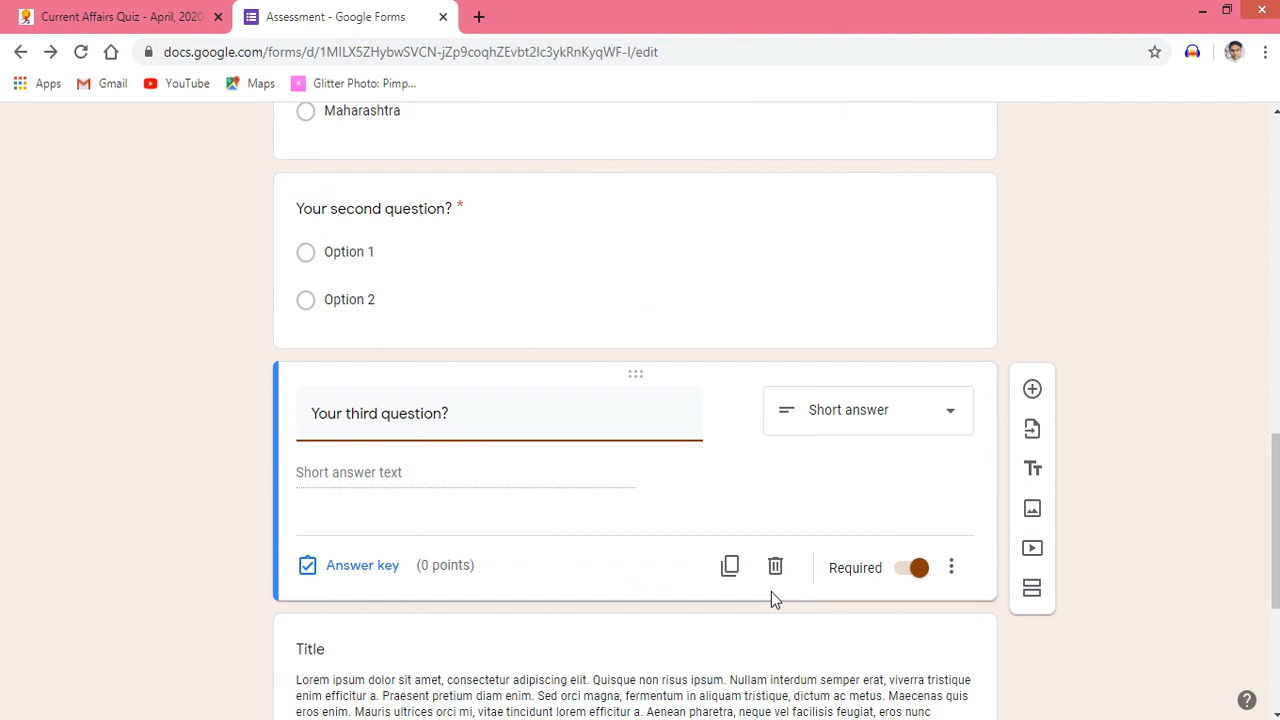 Current Affairs Quiz - April, 2020
Assessment - Google Forms
docs.google.com/forms/d/1MILX5ZHybwSVCN-jZp9coqhZEvbt2Ic3ykRnKyqWF-I/edit
Apps
Gmail
YouTube
Maps
Glitter Photo: Pimp...
Maharashtra
Your second question? *
Option 1
Option 2
Your third question?
Short answer
Short answer text
Answer key
(0 points)
Required
Title
Lorem ipsum dolor sit amet, consectetur adipiscing elit. Quisque non risus ipsum. Nullam interdum semper erat, viverra tristique
enim efficitur a. Praesent pretium diam enim. Sed orci magna, fermentum in aliquam tristique, dictum ac metus. Maecenas quis
eros enim. Mauris ultrices orci mi, vitae tincidunt lorem efficitur a. Aenean pharetra, neque vel facilisis feugiat, eros nunc